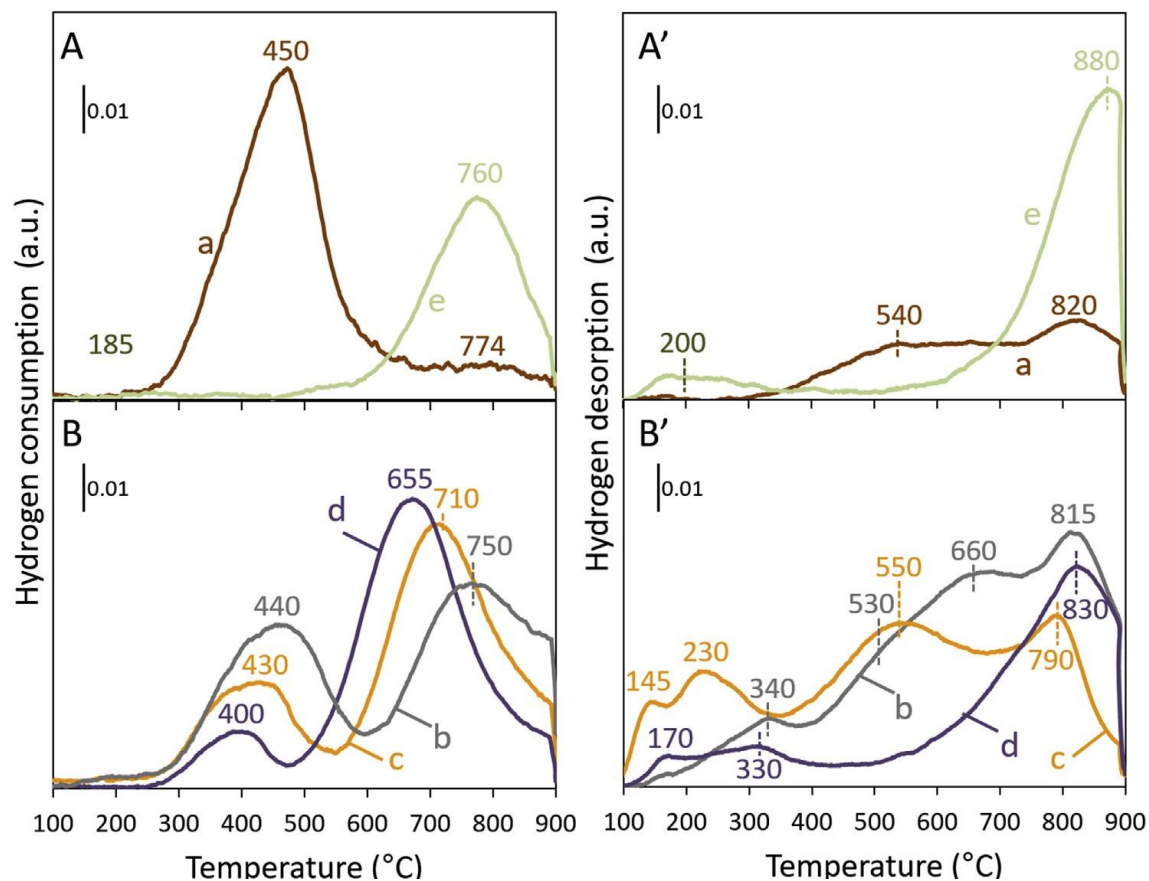 A
450
0.01
760
a
e
185
774
A’
880
0.01
e
540
820
200
a
B
0.01
655
710
d
750
440
430
400
b
c
B’
0.01
815
660
550
530
830
230
145
790
340
b
170
d
c
330
Hydrogen consumption (a.u.)
Hydrogen desorption (a.u.)
100 200 300 400 500 600 700 800 900
100 200 300 400 500 600 700 800 900
Temperature (°C)
Temperature (°C)